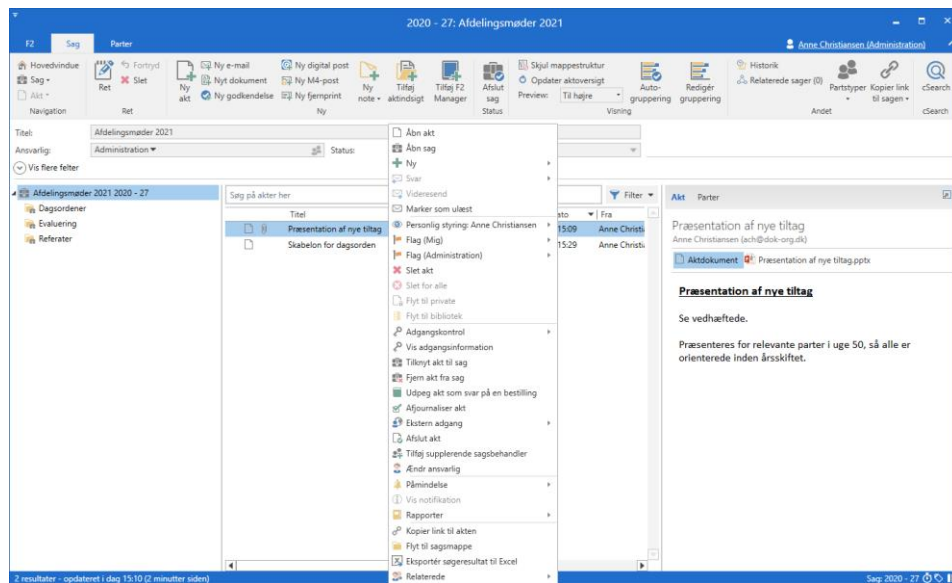 2020 - 27: Afdelingsmøder 2021
F2 Sag Parter
Anne Christiansen (Administration)
Hovedvindue
Sag
Akt
Navigation
Fortryd
Ret
Slet
Ret
Ny akt
Ny e-mail
Nyt dokument
Ny godkendelse
Ny digital post
Ny M4-post
Ny fjernprint
Ny note
Tilføj aktindsigt
Tilføj F2 Manager
Ny
Afslut sag
Status
Skjul mappestruktur
Opdater aktoversigt
Preview: Til højre
Auto-gruppering
Redigér gruppering
Visning
Historik
Relaterede sager (0)
Partstyper
Kopier link til sagen
Andet
cSearch
cSearch
Titel: Afdelingsmøder 2021
Ansvarlig: Administration
Status:
Vis flere felter
Afdelingsmøder 2021 2020 - 27
Dagsordener
Evaluering
Referater
Søg på akter her
Filter
Titel
sto
Fra
Præsentation af nye tiltag
15:09
Anne Christi
Skabelon for dagsorden
15:29
Anne Christi
Åbn akt
Åbn sag
Ny
Svar
Videresend
Marker som ulæst
Personlig styring: Anne Christiansen
Flag (Mig)
Flag (Administration)
Slet akt
Slet for alle
Flyt til private
Flyt til bibliotek
Adgangskontrol
Vis adgangsinformation
Tilknyt akt til sag
Fjern akt fra sag
Udpeg akt som svar på en bestilling
Afjournaliser akt
Ekstern adgang
Afslut akt
Tilføj supplerende sagsbehandler
Ændr ansvarlig
Påmindelse
Vis notifikation
Rapporter
Kopier link til akten
Flyt til sagsmappe
Eksportér søgeresultat til Excel
Relaterede
Akt Parter
Præsentation af nye tiltag
Anne Christiansen (ach@dok-org.dk)
Aktdokument
Præsentation af nye tiltag.pptx
Præsentation af nye tiltag
Se vedhæftede.
Præsenteres for relevante parter i uge 50, så alle er
orienterede inden årsskiftet.
2 resultater - opdateret i dag 15:10 (2 minutter siden)
Sag: 2020 - 27